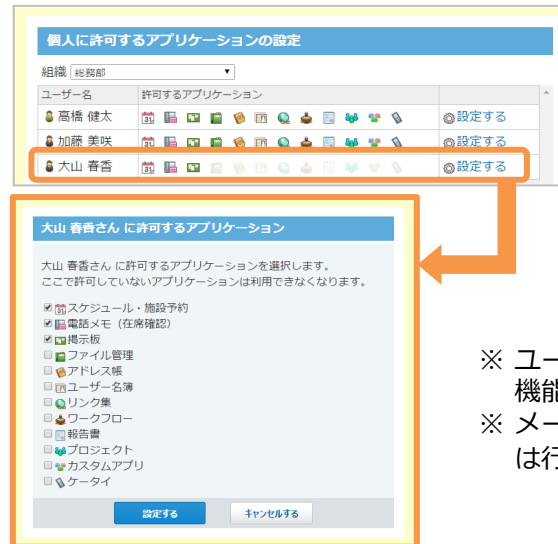 個人に許可するアプリケーションの設定
組織 総務部
ユーザー名 許可するアプリケーション
高橋 健太 設定する
加藤 美咲 設定する
大山 春香 設定する
大山 春香さん に許可するアプリケーション
大山 春香さん に許可するアプリケーションを選択します。
ここで許可していないアプリケーションは利用できなくなります。
スケジュール・施設予約
電話メモ（在席確認）
掲示板
ファイル管理
アドレス帳
ユーザー名簿
リンク集
ワークフロー
報告書
プロジェクト
カスタムアプリ
ケータイ
設定する キャンセルする
※ ユー
機能
※ メー
は行